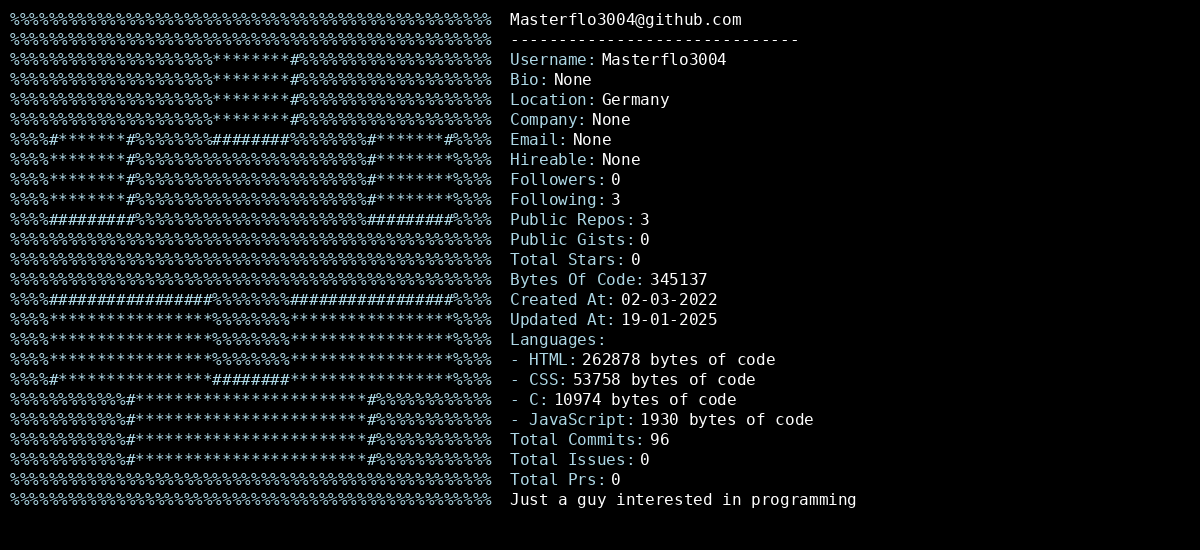 Masterflo3004@github.com
------------------------------
Username: Masterflo3004
Bio: None
Location: Germany
Company: None
Email: None
Hireable: None
Followers: 0
Following: 3
Public Repos: 3
Public Gists: 0
Total Stars: 0
Bytes Of Code: 345137
Created At: 02-03-2022
Updated At: 19-01-2025
Languages:
- HTML: 262878 bytes of code
- CSS: 53758 bytes of code
- C: 10974 bytes of code
- JavaScript: 1930 bytes of code
Total Commits: 96
Total Issues: 0
Total Prs: 0
Just a guy interested in programming